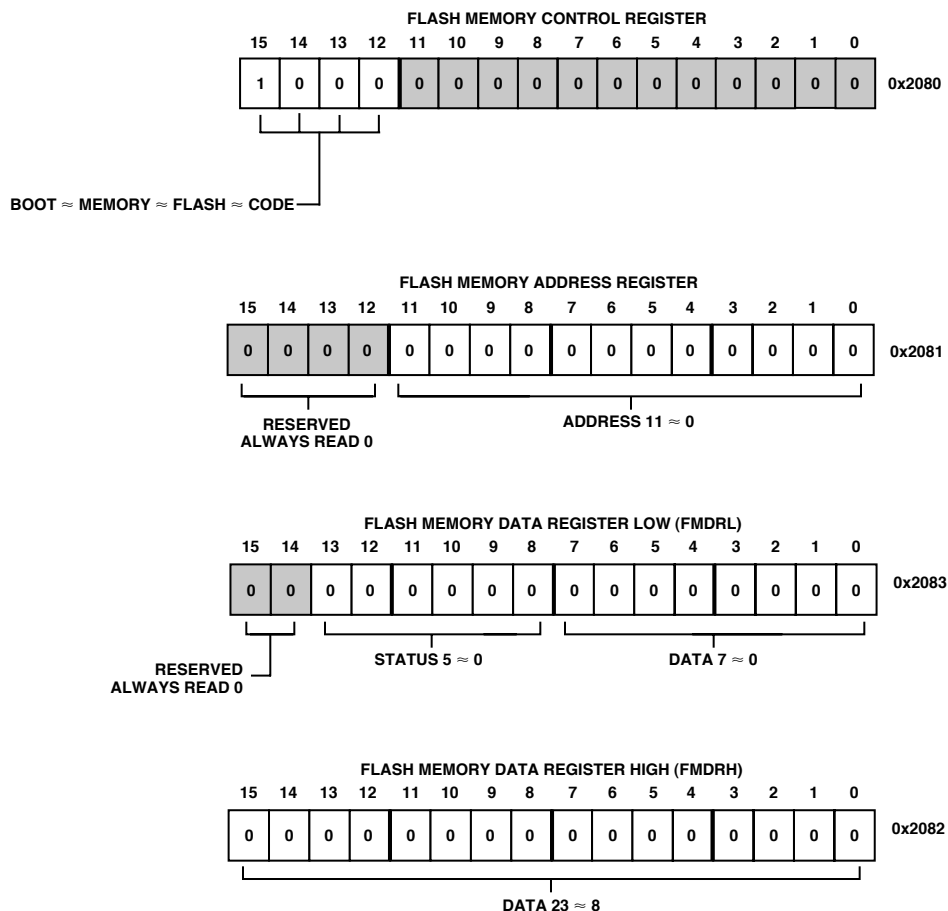 FLASH MEMORY CONTROL REGISTER
15 14 13 12 11 10 9 8 7 6 5 4 3 2 1 0
1 0 0 0 0 0 0 0 0 0 0 0 0 0 0 0 0x2080
BOOT ≈ MEMORY ≈ FLASH ≈ CODE
FLASH MEMORY ADDRESS REGISTER
15 14 13 12 11 10 9 8 7 6 5 4 3 2 1 0
0 0 0 0 0 0 0 0 0 0 0 0 0 0 0 0 0x2081
RESERVED
ALWAYS READ 0
ADDRESS 11 ≈ 0
FLASH MEMORY DATA REGISTER LOW (FMDRL)
15 14 13 12 11 10 9 8 7 6 5 4 3 2 1 0
0 0 0 0 0 0 0 0 0 0 0 0 0 0 0 0 0x2083
RESERVED
ALWAYS READ 0
STATUS 5 ≈ 0
DATA 7 ≈ 0
FLASH MEMORY DATA REGISTER HIGH (FMDRH)
15 14 13 12 11 10 9 8 7 6 5 4 3 2 1 0
0 0 0 0 0 0 0 0 0 0 0 0 0 0 0 0 0x2082
DATA 23 ≈ 8